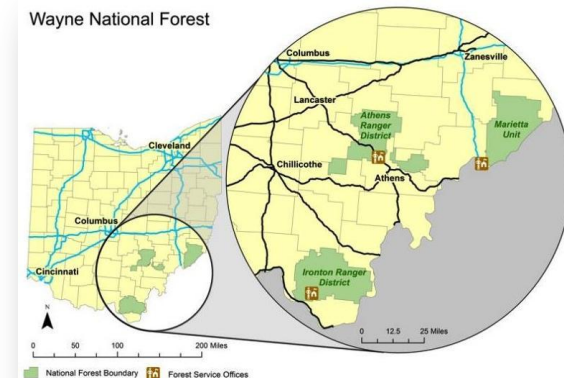 Wayne National Forest
Columbus
Zanesville
Lancaster
Athens
Ranger
District
Marietta
Unit
Cleveland
Chillicothe
Athens
Columbus
Cincinnati
Ironton Ranger
District
N
0 12.5 25 Miles
0 50 100 200 Miles
National Forest Boundary
Forest Service Offices